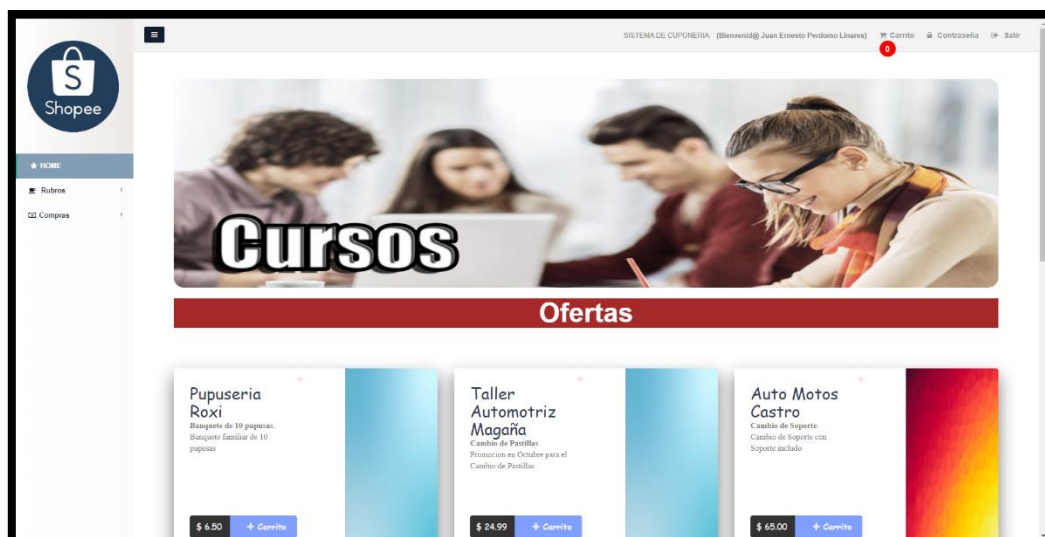 SISTEMA DE CUPONERIA (Bienvenid@ Juan Ernesto Perdomo Linares) Carrito Contraseña Salir
0
S
Shopee
HOME
Rubros
Compras
Cursos
Ofertas
Pupuseria
Roxi
Banquete de 10 pupusas.
Banquete familiar de 10
pupusas
$ 6.50 + Carrito
Taller
Automotriz
Magaña
Cambio de Pastillas.
Promocion en Octubre para el
Cambio de Pastillas
$ 24.99 + Carrito
Auto Motos
Castro
Cambio de Soporte.
Cambio de Soporte con
Soporte incluido
$ 65.00 + Carrito